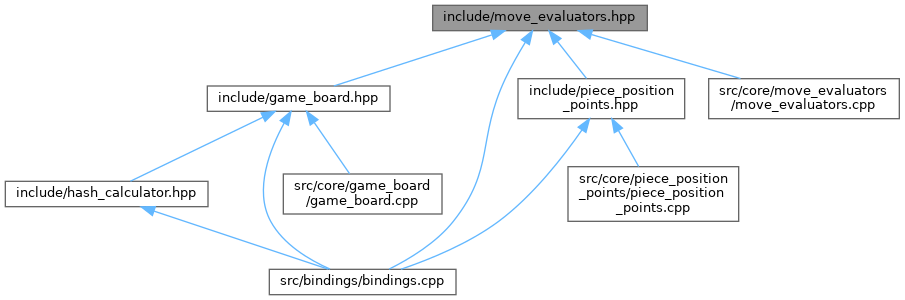 include/move_evaluators.hpp
include/game_board.hpp
include/piece_position
_points.hpp
src/core/move_evaluators
/move_evaluators.cpp
include/hash_calculator.hpp
src/core/game_board
/game_board.cpp
src/core/piece_position
_points/piece_position
_points.cpp
src/bindings/bindings.cpp